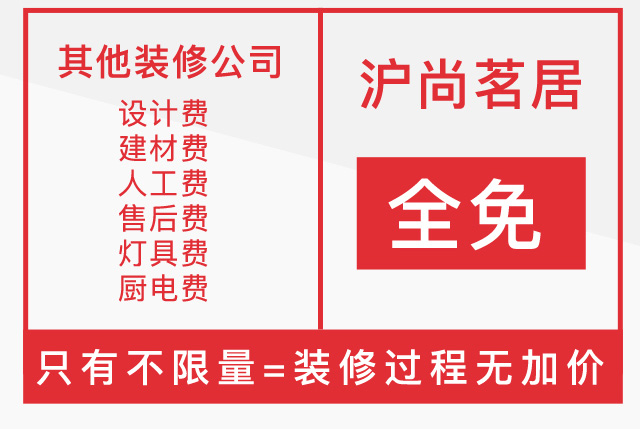 其他装修公司
设计费
建材费
人工费
售后费
灯具费
厨电费
沪尚茗居
全免
只有不限量=装修过程无加价